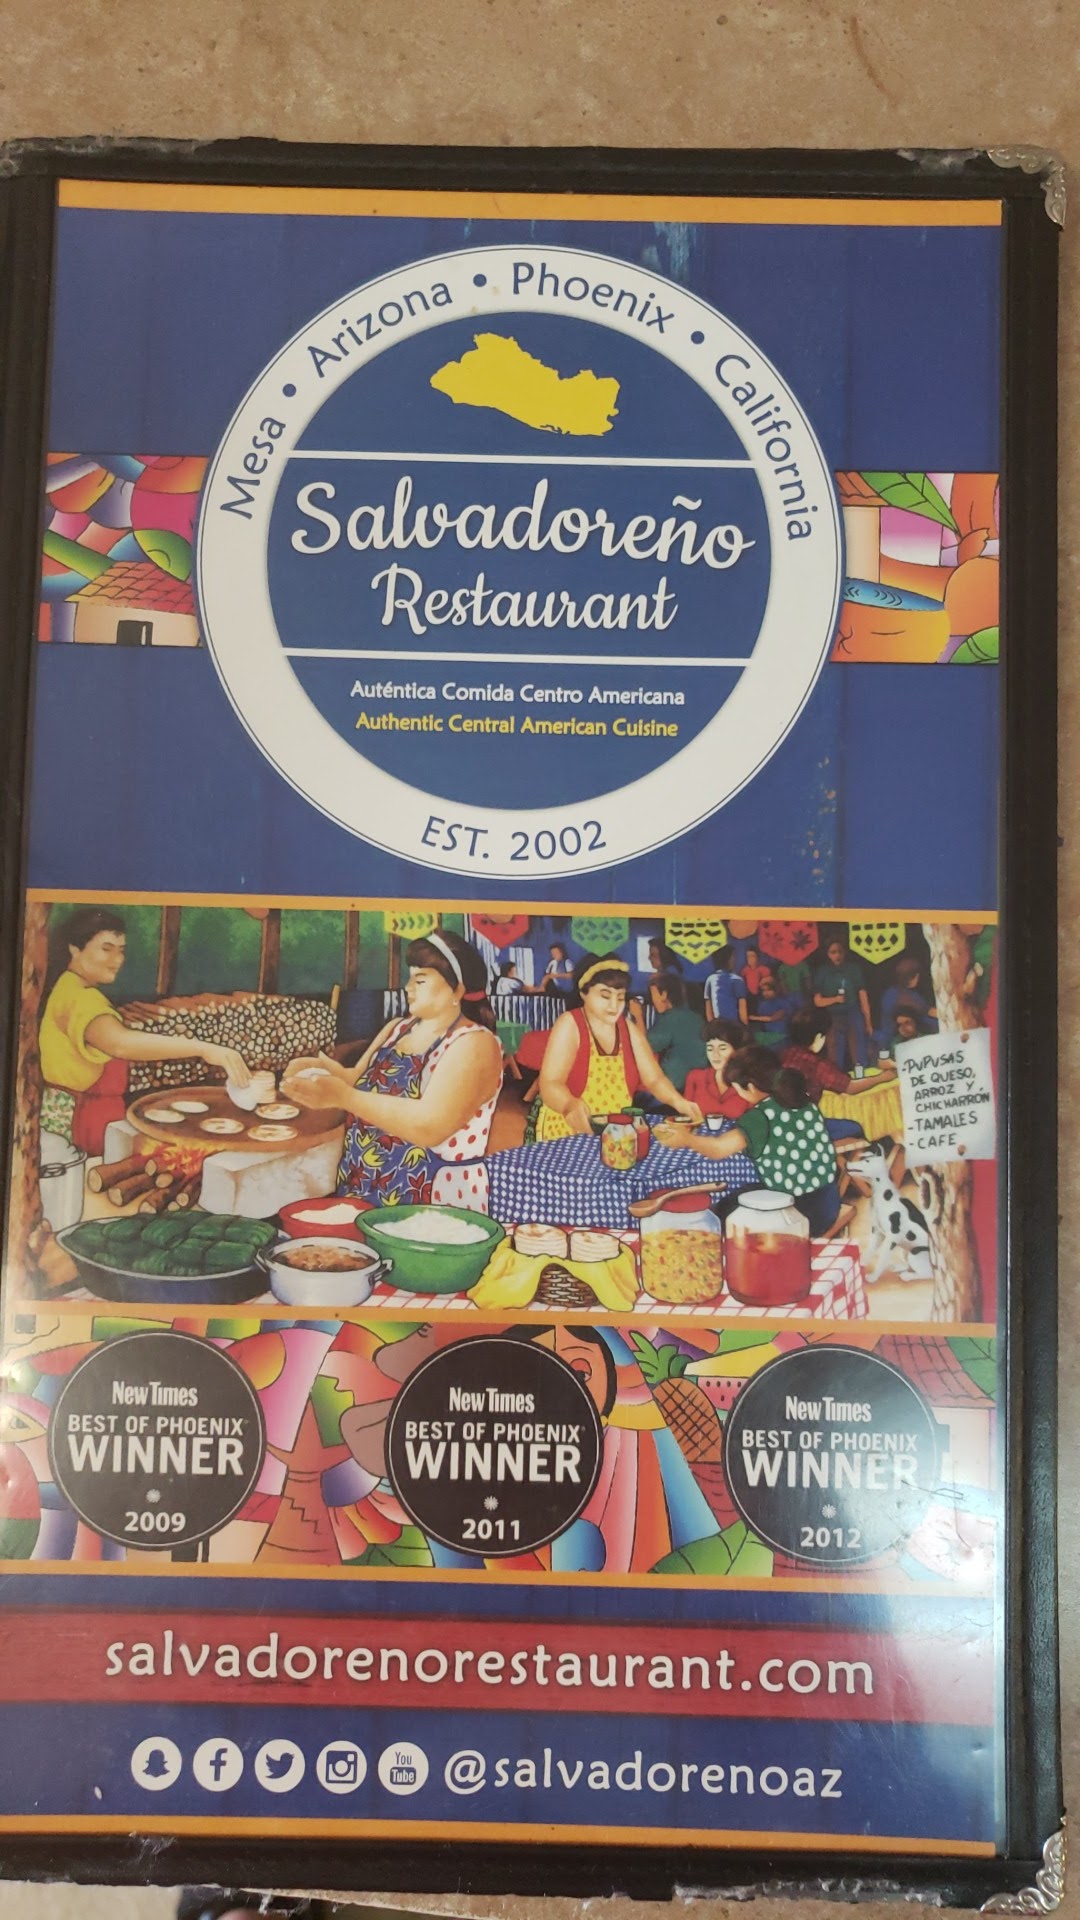 Mesa • Arizona • Phoenix • California
Salvadoreño
Restaurant
Auténtica Comida Centro Americana
Authentic Central American Cuisine
EST. 2002
-PUPUSAS
DE QUESO,
ARROZ Y
CHICHARRÓN
-TAMALES
-CAFE
New Times
BEST OF PHOENIX
WINNER
2009
New Times
BEST OF PHOENIX
WINNER
2011
New Times
BEST OF PHOENIX
WINNER
2012
salvadorenorestaurant.com
You
Tube
@salvadorenoaz